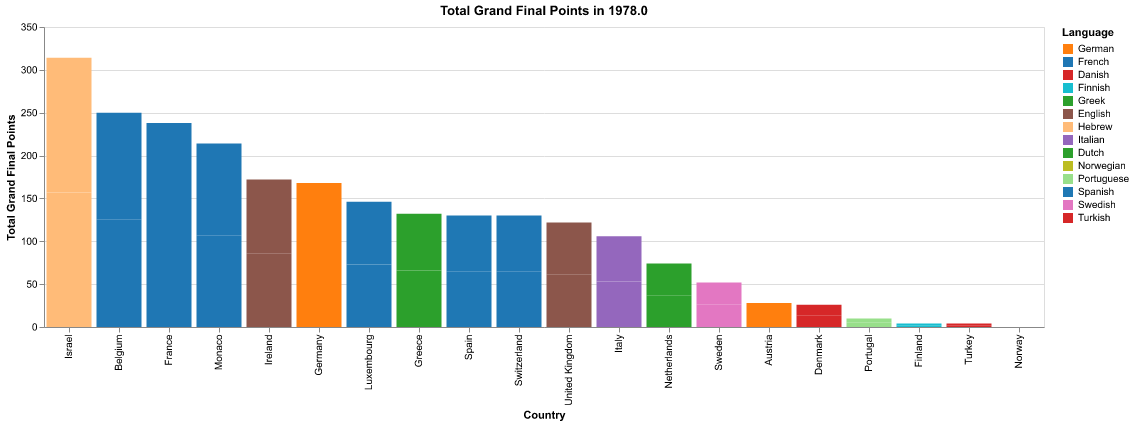 Total Grand Final Points in 1978.0
Total Grand Final Points
350
300
250
200
150
100
50
0
Israel
Belgium
France
Monaco
Ireland
Germany
Luxembourg
Greece
Spain
Switzerland
United Kingdom
Italy
Netherlands
Sweden
Austria
Denmark
Portugal
Finland
Turkey
Norway
Country
Language
German
French
Danish
Finnish
Greek
English
Hebrew
Italian
Dutch
Norwegian
Portuguese
Spanish
Swedish
Turkish